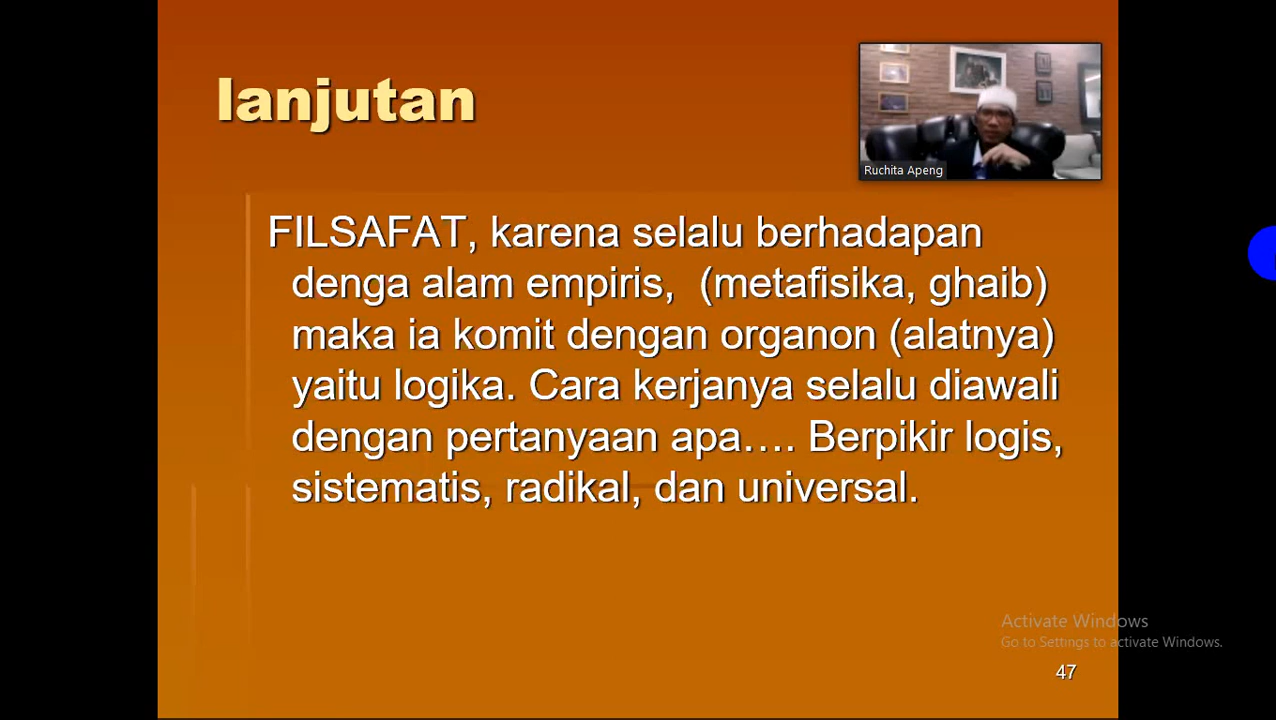 lanjutan
Ruchita Apeng
FILSAFAT, karena selalu berhadapan
denga alam empiris,  (metafisika, ghaib)
maka ia komit dengan organon (alatnya)
yaitu logika. Cara kerjanya selalu diawali
dengan pertanyaan apa…. Berpikir logis,
sistematis, radikal, dan universal.
Activate Windows
Go to Settings to activate Windows.
47